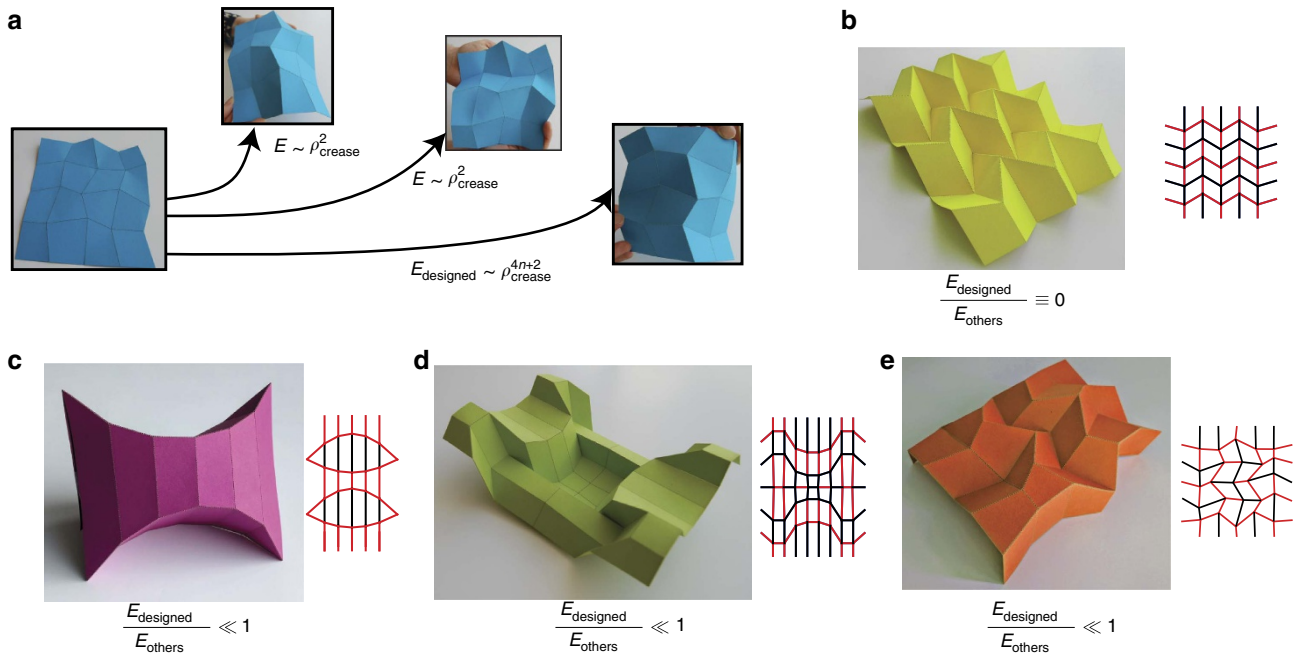 a
E ~ ρ²crease
E ~ ρ²crease
Edesigned ~ ρ⁴ⁿ⁺²crease
b
Edesigned
Eothers
≡ 0
c
Edesigned
Eothers
≪ 1
d
Edesigned
Eothers
≪ 1
e
Edesigned
Eothers
≪ 1